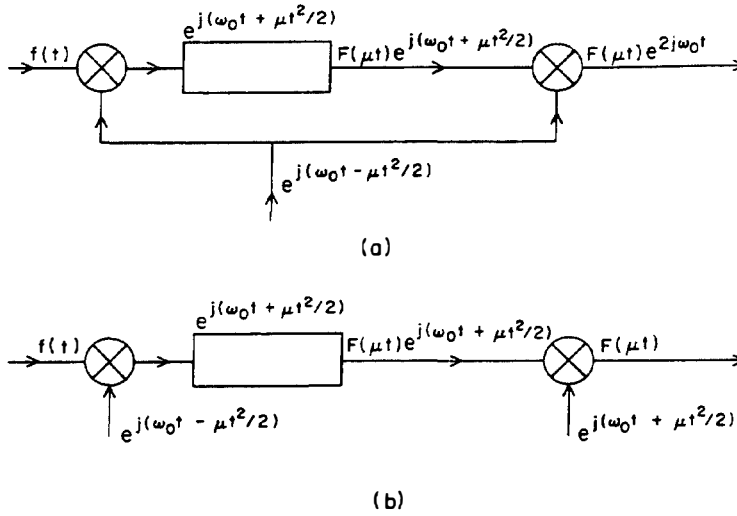 e^{j(ω₀t + μt²/2)}
f(t)
F(μt)e^{j(ω₀t + μt²/2)}
F(μt)e^{2jω₀t}
e^{j(ω₀t - μt²/2)}
(a)
e^{j(ω₀t + μt²/2)}
f(t)
F(μt)e^{j(ω₀t + μt²/2)}
F(μt)
e^{j(ω₀t - μt²/2)}
e^{j(ω₀t + μt²/2)}
(b)